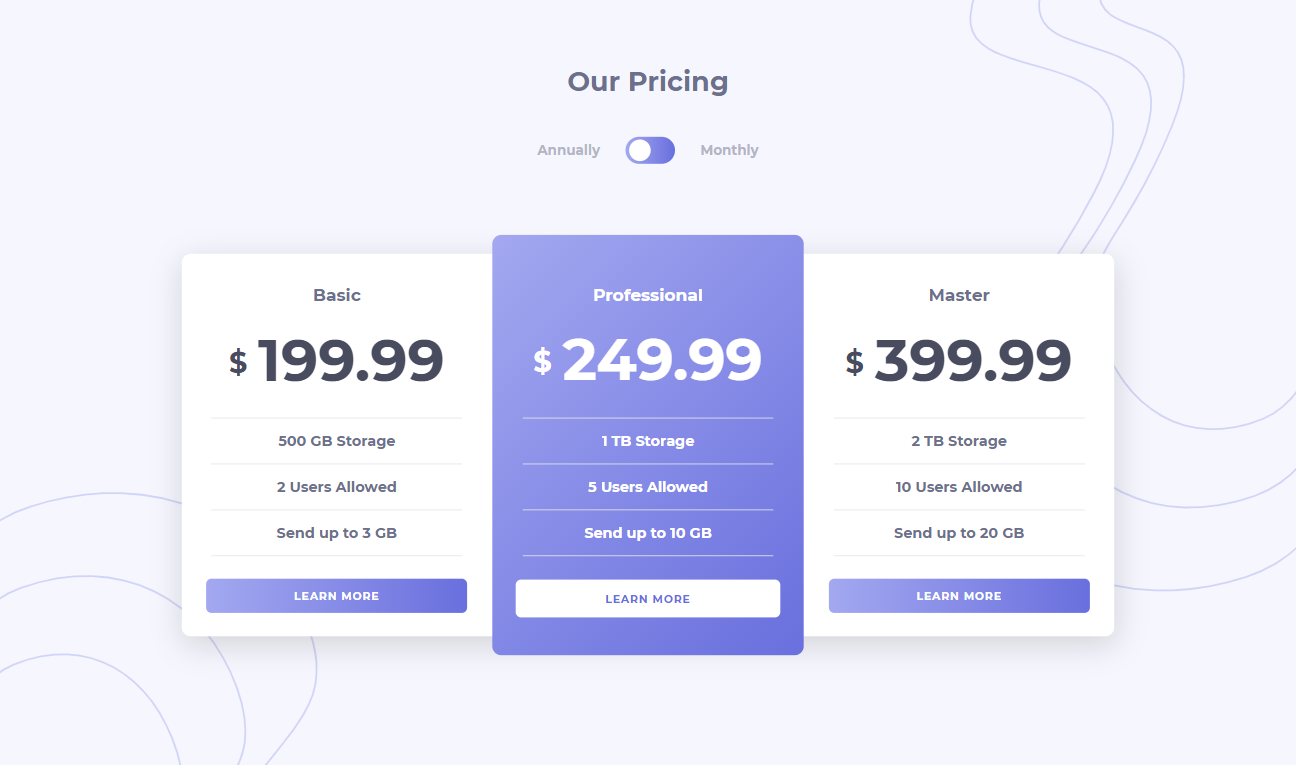 Our Pricing
Annually Monthly
Basic
$ 199.99
500 GB Storage
2 Users Allowed
Send up to 3 GB
LEARN MORE
Professional
$ 249.99
1 TB Storage
5 Users Allowed
Send up to 10 GB
LEARN MORE
Master
$ 399.99
2 TB Storage
10 Users Allowed
Send up to 20 GB
LEARN MORE